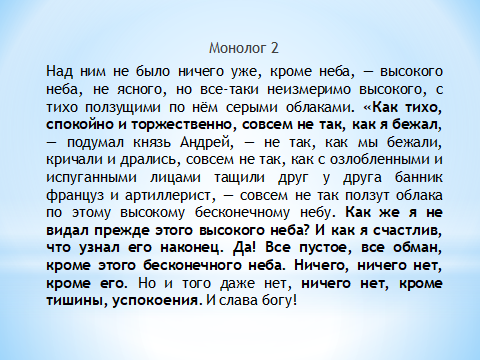 Монолог 2
Над ним не было ничего уже, кроме неба, — высокого
неба, не ясного, но все-таки неизмеримо высокого, с
тихо ползущими по нём серыми облаками. «Как тихо,
спокойно и торжественно, совсем не так, как я бежал,
— подумал князь Андрей, — не так, как мы бежали,
кричали и дрались, совсем не так, как с озлобленными и
испуганными лицами тащили друг у друга банник
француз и артиллерист, — совсем не так ползут облака
по этому высокому бесконечному небу. Как же я не
видал прежде этого высокого неба? И как я счастлив,
что узнал его наконец. Да! Все пустое, все обман,
кроме этого бесконечного неба. Ничего, ничего нет,
кроме его. Но и того даже нет, ничего нет, кроме
тишины, успокоения. И слава богу!